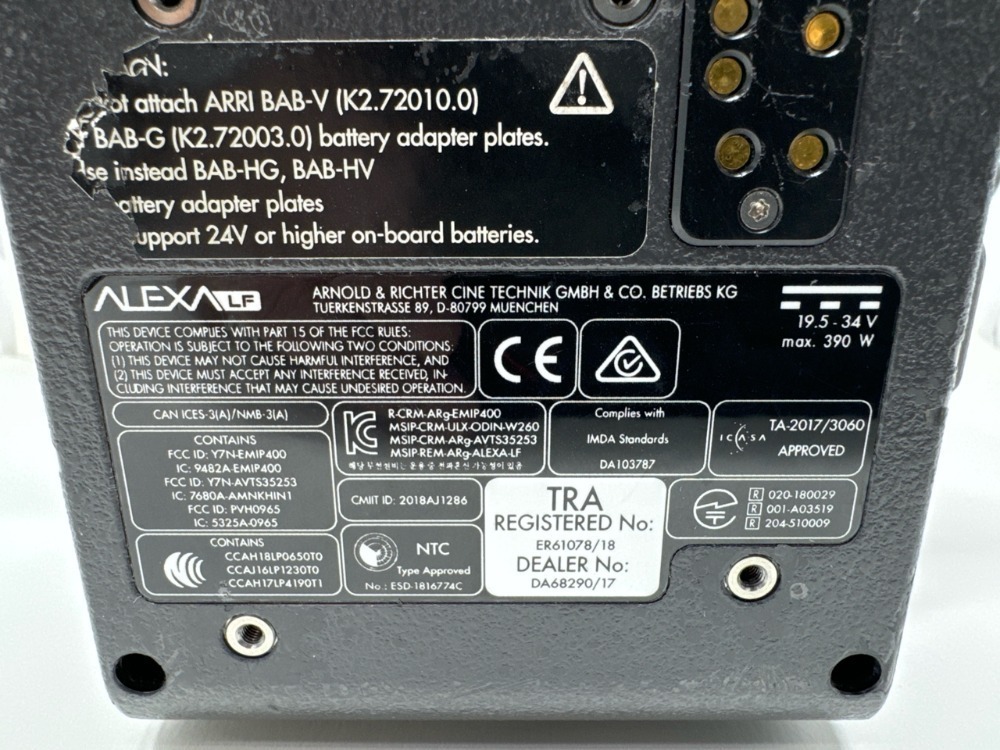 attach ARRI BAB-V (K2.72010.0)
BAB-G (K2.72003.0) battery adapter plates.
instead BAB-HG, BAB-HV
adapter plates
24V or higher on-board batteries.
ALEXA LF
ARNOLD & RICHTER CINE TECHNIK GMBH & CO. BETRIEBS KG
TUERKENSTRASSE 89, D-80799 MUENCHEN
19.5 - 34 V
max. 390 W
THIS DEVICE COMPLIES WITH PART 15 OF THE FCC RULES:
OPERATION IS SUBJECT TO THE FOLLOWING TWO CONDITIONS:
(1) THIS DEVICE MAY NOT CAUSE HARMFUL INTERFERENCE, AND
(2) THIS DEVICE MUST ACCEPT ANY INTERFERENCE RECEIVED, IN-
CLUDING INTERFERENCE THAT MAY CAUSE UNDESIRED OPERATION.
CE
CAN ICES-3(A)/NMB-3(A)
CONTAINS
FCC ID: Y7N-EMIP400
IC: 9482A-EMIP400
FCC ID: Y7N-AVTS35253
IC: 7680A-AMNKHIN1
FCC ID: PVH0965
IC: 5325A-0965
CONTAINS
CCAH18LP0650T0
CCAJ16LP1230T0
CCAH17LP4190T1
R-CRM-ARg-EMIP400
MSIP-CRM-ULX-ODIN-W260
MSIP-CRM-ARg-AVTS35253
MSIP-REM-ARg-ALEXA-LF
CMIIT ID: 2018AJ1286
NTC
Type Approved
No.: ESD-1816774C
Complies with
IMDA Standards
DA103787
TRA
REGISTERED No:
ER61078/18
DEALER No:
DA68290/17
ICASA
TA-2017/3060
APPROVED
R 020-180029
R 001-A03519
R 204-510009